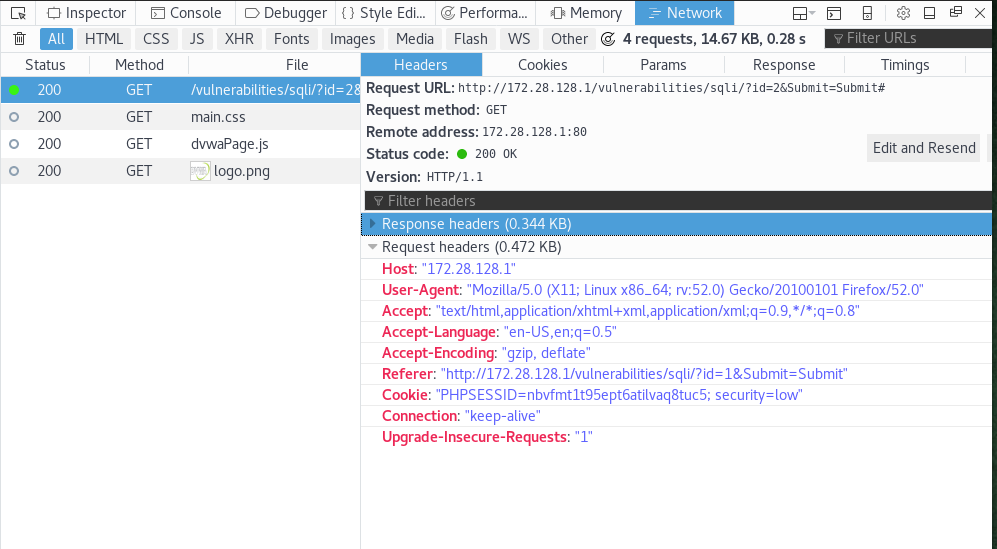 Inspector Console Debugger { } Style Edi... Performa... Memory Network
All HTML CSS JS XHR Fonts Images Media Flash WS Other 4 requests, 14.67 KB, 0.28 s Filter URLs
Status Method File
200 GET /vulnerabilities/sqli/?id=2&
200 GET main.css
200 GET dvwaPage.js
200 GET logo.png
Headers Cookies Params Response Timings
Request URL: http://172.28.128.1/vulnerabilities/sqli/?id=2&Submit=Submit#
Request method: GET
Remote address: 172.28.128.1:80
Status code: 200 OK
Edit and Resend
Version: HTTP/1.1
Filter headers
Response headers (0.344 KB)
Request headers (0.472 KB)
Host: "172.28.128.1"
User-Agent: "Mozilla/5.0 (X11; Linux x86_64; rv:52.0) Gecko/20100101 Firefox/52.0"
Accept: "text/html,application/xhtml+xml,application/xml;q=0.9,*/*;q=0.8"
Accept-Language: "en-US,en;q=0.5"
Accept-Encoding: "gzip, deflate"
Referer: "http://172.28.128.1/vulnerabilities/sqli/?id=1&Submit=Submit"
Cookie: "PHPSESSID=nbvfmt1t95ept6atilvaq8tuc5; security=low"
Connection: "keep-alive"
Upgrade-Insecure-Requests: "1"